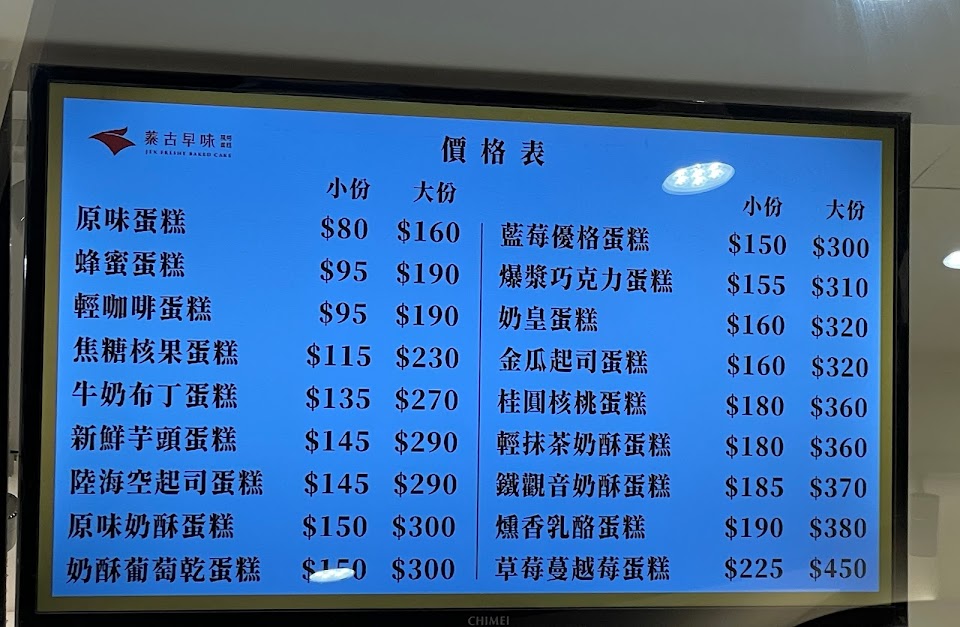 蓁古早味 現烤蛋糕
JEN FRESHY BAKED CAKE
價格表
小份 大份
原味蛋糕 $80 $160
蜂蜜蛋糕 $95 $190
輕咖啡蛋糕 $95 $190
焦糖核果蛋糕 $115 $230
牛奶布丁蛋糕 $135 $270
新鮮芋頭蛋糕 $145 $290
陸海空起司蛋糕 $145 $290
原味奶酥蛋糕 $150 $300
奶酥葡萄乾蛋糕 $150 $300
小份 大份
藍莓優格蛋糕 $150 $300
爆漿巧克力蛋糕 $155 $310
奶皇蛋糕 $160 $320
金瓜起司蛋糕 $160 $320
桂圓核桃蛋糕 $180 $360
輕抹茶奶酥蛋糕 $180 $360
鐵觀音奶酥蛋糕 $185 $370
燻香乳酪蛋糕 $190 $380
草莓蔓越莓蛋糕 $225 $450
CHIMEI